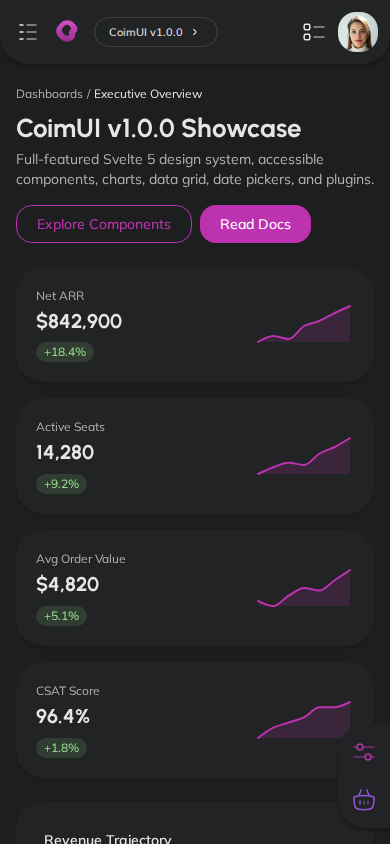 CoimUI v1.0.0
Dashboards / Executive Overview
CoimUI v1.0.0 Showcase
Full-featured Svelte 5 design system, accessible
components, charts, data grid, date pickers, and plugins.
Explore Components
Read Docs
Net ARR
$842,900
+18.4%
Active Seats
14,280
+9.2%
Avg Order Value
$4,820
+5.1%
CSAT Score
96.4%
+1.8%
Revenue Trajectory